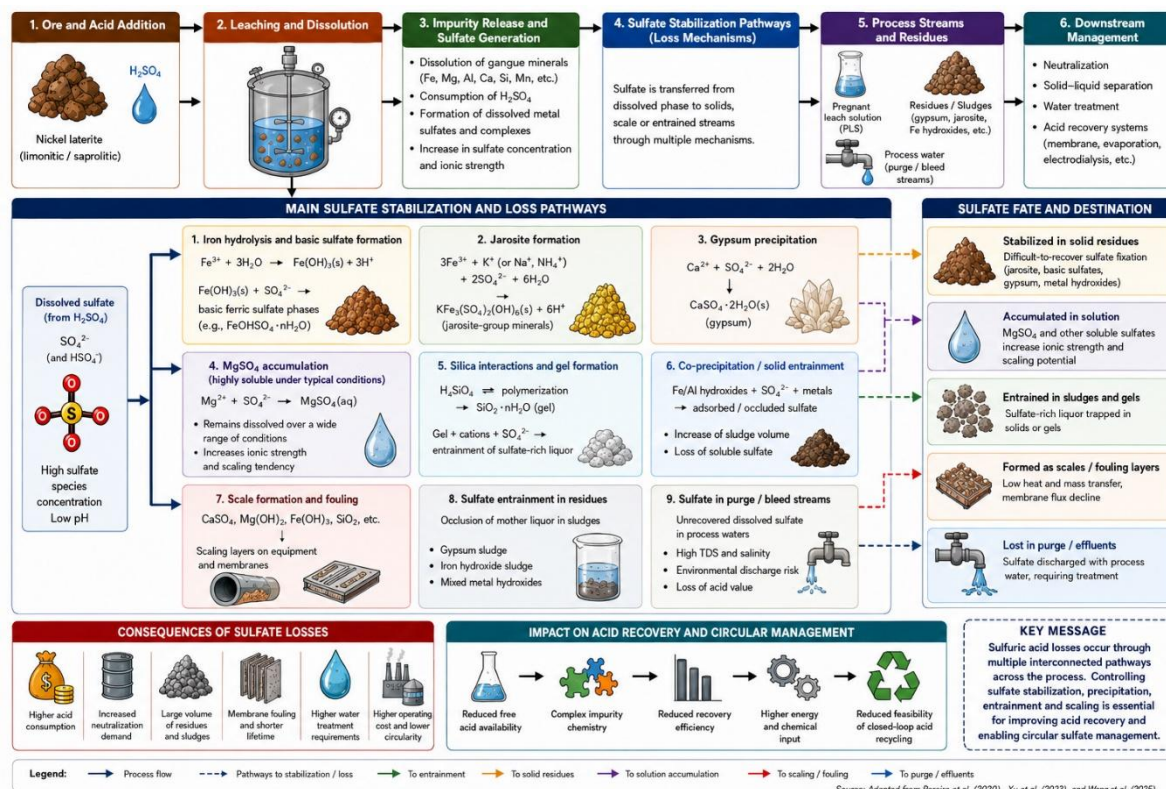 1. Ore and Acid Addition
H₂SO₄
Nickel laterite
(limonitic / saprolitic)
2. Leaching and Dissolution
3. Impurity Release and
Sulfate Generation
• Dissolution of gangue minerals
(Fe, Mg, Al, Ca, Si, Mn, etc.)
• Consumption of H₂SO₄
• Formation of dissolved metal
sulfates and complexes
• Increase in sulfate concentration
and ionic strength
4. Sulfate Stabilization Pathways
(Loss Mechanisms)
Sulfate is transferred from
dissolved phase to solids,
scale or entrained streams
through multiple mechanisms.
5. Process Streams
and Residues
Pregnant
leach solution
(PLS)
Residues / Sludges
(gypsum, jarosite,
Fe hydroxides, etc.)
Process water
(purge / bleed
streams)
6. Downstream
Management
• Neutralization
• Solid–liquid separation
• Water treatment
• Acid recovery systems
(membrane, evaporation,
electrodialysis, etc.)
MAIN SULFATE STABILIZATION AND LOSS PATHWAYS
Dissolved sulfate
(from H₂SO₄)
SO₄²⁻
(and HSO₄⁻)
O
O S O
O
High sulfate
species
concentration
Low pH
1. Iron hydrolysis and basic sulfate formation
Fe³⁺ + 3H₂O → Fe(OH)₃(s) + 3H⁺
Fe(OH)₃(s) + SO₄²⁻ →
basic ferric sulfate phases
(e.g., FeOHSO₄·nH₂O)
2. Jarosite formation
3Fe³⁺ + K⁺ (or Na⁺, NH₄⁺)
+ 2SO₄²⁻ + 6H₂O
→
KFe₃(SO₄)₂(OH)₆(s) + 6H⁺
(jarosite-group minerals)
3. Gypsum precipitation
Ca²⁺ + SO₄²⁻ + 2H₂O
↓
CaSO₄·2H₂O(s)
(gypsum)
4. MgSO₄ accumulation
(highly soluble under typical conditions)
Mg²⁺ + SO₄²⁻ → MgSO₄(aq)
• Remains dissolved over a wide
range of conditions
• Increases ionic strength
and scaling tendency
5. Silica interactions and gel formation
H₄SiO₄ ⇌ polymerization
→ SiO₂·nH₂O (gel)
Gel + cations + SO₄²⁻ →
entrainment of sulfate-rich liquor
6. Co-precipitation / solid entrainment
Fe/Al hydroxides + SO₄²⁻ + metals
→ adsorbed / occluded sulfate
• Increase of sludge volume
• Loss of soluble sulfate
7. Scale formation and fouling
CaSO₄, Mg(OH)₂, Fe(OH)₃, SiO₂, etc.
↓
Scaling layers on equipment
and membranes
8. Sulfate entrainment in residues
Occlusion of mother liquor in sludges
• Gypsum sludge
• Iron hydroxide sludge
• Mixed metal hydroxides
9. Sulfate in purge / bleed streams
Unrecovered dissolved sulfate
in process waters
• High TDS and salinity
• Environmental discharge risk
• Loss of acid value
SULFATE FATE AND DESTINATION
Stabilized in solid residues
Difficult-to-recover sulfate
fixation
(jarosite, basic sulfates,
gypsum, metal hydroxides)
Accumulated in solution
MgSO₄ and other soluble sulfates
increase ionic strength and
scaling potential
Entrained in sludges and gels
Sulfate-rich liquor trapped in
solids or gels
Formed as scales / fouling layers
Low heat and mass transfer,
membrane flux decline
Lost in purge / effluents
Sulfate discharged with process
water, requiring treatment
CONSEQUENCES OF SULFATE LOSSES
Higher acid
consumption
Increased
neutralization
demand
Large volume
of residues
and sludges
Membrane fouling
and shorter
lifetime
Higher water
treatment
requirements
Higher operating
cost and lower
circularity
IMPACT ON ACID RECOVERY AND CIRCULAR MANAGEMENT
Reduced free
acid availability
Complex impurity
chemistry
Reduced recovery
efficiency
Higher energy
and chemical
input
Reduced feasibility
of closed-loop acid
recycling
KEY MESSAGE
Sulfuric acid losses occur through
multiple interconnected pathways
across the process. Controlling
sulfate stabilization, precipitation,
entrainment and scaling is essential
for improving acid recovery and
enabling circular sulfate management.
Legend: Process flow Pathways to stabilization / loss To entrainment To solid residues To solution accumulation To scaling / fouling To purge / effluents